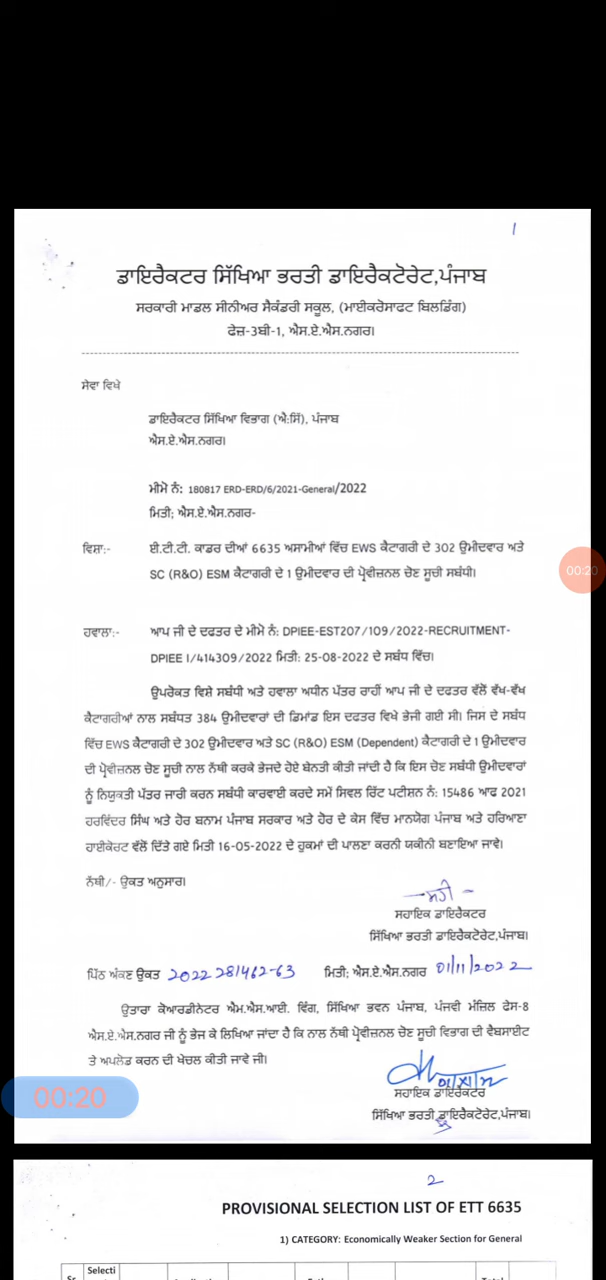 1
ਡਾਇਰੈਕਟਰ ਸਿੱਖਿਆ ਭਰਤੀ ਡਾਇਰੈਕਟੋਰੇਟ,ਪੰਜਾਬ
ਸਰਕਾਰੀ ਮਾਡਲ ਸੀਨੀਅਰ ਸੈਕੰਡਰੀ ਸਕੂਲ, (ਮਾਈਕਰੋਸਾਫਟ ਬਿਲਡਿੰਗ)
ਫੇਜ਼-3ਬੀ-1, ਐਸ.ਏ.ਐਸ.ਨਗਰ।
ਸੇਵਾ ਵਿਖੇ
ਡਾਇਰੈਕਟਰ ਸਿੱਖਿਆ ਵਿਭਾਗ (ਐ:ਸਿੱ), ਪੰਜਾਬ
ਐਸ.ਏ.ਐਸ.ਨਗਰ।
ਮੀਮੋ ਨੰ: 180817 ERD-ERD/6/2021-General/2022
ਮਿਤੀ; ਐਸ.ਏ.ਐਸ.ਨਗਰ-
ਵਿਸ਼ਾ:- ਈ.ਟੀ.ਟੀ. ਕਾਡਰ ਦੀਆਂ 6635 ਅਸਾਮੀਆਂ ਵਿੱਚ EWS ਕੈਟਾਗਰੀ ਦੇ 302 ਉਮੀਦਵਾਰ ਅਤੇ
SC (R&O) ESM ਕੈਟਾਗਰੀ ਦੇ 1 ਉਮੀਦਵਾਰ ਦੀ ਪ੍ਰੋਵੀਜ਼ਨਲ ਚੋਣ ਸੂਚੀ ਸਬੰਧੀ।
ਹਵਾਲਾ:- ਆਪ ਜੀ ਦੇ ਦਫਤਰ ਦੇ ਮੀਮੋ ਨੰ: DPIEE-EST207/109/2022-RECRUITMENT-
DPIEE I/414309/2022 ਮਿਤੀ: 25-08-2022 ਦੇ ਸਬੰਧ ਵਿੱਚ।
ਉਪਰੋਕਤ ਵਿਸ਼ੇ ਸਬੰਧੀ ਅਤੇ ਹਵਾਲਾ ਅਧੀਨ ਪੱਤਰ ਰਾਹੀਂ ਆਪ ਜੀ ਦੇ ਦਫਤਰ ਵੱਲੋਂ ਵੱਖ-ਵੱਖ
ਕੈਟਾਗਰੀਆਂ ਨਾਲ ਸਬੰਧਤ 384 ਉਮੀਦਵਾਰਾਂ ਦੀ ਡਿਮਾਂਡ ਇਸ ਦਫਤਰ ਵਿਖੇ ਭੇਜੀ ਗਈ ਸੀ। ਜਿਸ ਦੇ ਸਬੰਧ
ਵਿੱਚ EWS ਕੈਟਾਗਰੀ ਦੇ 302 ਉਮੀਦਵਾਰ ਅਤੇ SC (R&O) ESM (Dependent) ਕੈਟਾਗਰੀ ਦੇ 1 ਉਮੀਦਵਾਰ
ਦੀ ਪ੍ਰੋਵੀਜ਼ਨਲ ਚੋਣ ਸੂਚੀ ਨਾਲ ਨੱਥੀ ਕਰਕੇ ਭੇਜਦੇ ਹੋਏ ਬੇਨਤੀ ਕੀਤੀ ਜਾਂਦੀ ਹੈ ਕਿ ਇਸ ਚੋਣ ਸਬੰਧੀ ਉਮੀਦਵਾਰਾਂ
ਨੂੰ ਨਿਯੁਕਤੀ ਪੱਤਰ ਜਾਰੀ ਕਰਨ ਸਬੰਧੀ ਕਾਰਵਾਈ ਕਰਦੇ ਸਮੇਂ ਸਿਵਲ ਰਿੱਟ ਪਟੀਸ਼ਨ ਨੰ: 15486 ਆਫ 2021
ਹਰਵਿੰਦਰ ਸਿੰਘ ਅਤੇ ਹੋਰ ਬਨਾਮ ਪੰਜਾਬ ਸਰਕਾਰ ਅਤੇ ਹੋਰ ਦੇ ਕੇਸ ਵਿੱਚ ਮਾਨਯੋਗ ਪੰਜਾਬ ਅਤੇ ਹਰਿਆਣਾ
ਹਾਈਕੋਰਟ ਵੱਲੋਂ ਦਿੱਤੇ ਗਏ ਮਿਤੀ 16-05-2022 ਦੇ ਹੁਕਮਾਂ ਦੀ ਪਾਲਣਾ ਕਰਨੀ ਯਕੀਨੀ ਬਣਾਇਆ ਜਾਵੇ।
ਨੱਥੀ/- ਉਕਤ ਅਨੁਸਾਰ।
-ਸਹੀ-
ਸਹਾਇਕ ਡਾਇਰੈਕਟਰ
ਸਿੱਖਿਆ ਭਰਤੀ ਡਾਇਰੈਕਟੋਰੇਟ,ਪੰਜਾਬ।
ਪਿੱਠ ਅੰਕਣ ਉਕਤ 2022 281462-63 ਮਿਤੀ; ਐਸ.ਏ.ਐਸ.ਨਗਰ 01/11/2022
ਉਤਾਰਾ ਕੋਆਰਡੀਨੇਟਰ ਐਮ.ਐਸ.ਆਈ. ਵਿੰਗ, ਸਿੱਖਿਆ ਭਵਨ ਪੰਜਾਬ, ਪੰਜਵੀ ਮੰਜ਼ਿਲ ਫੇਸ-8
ਐਸ.ਏ.ਐਸ.ਨਗਰ ਜੀ ਨੂੰ ਭੇਜ ਕੇ ਲਿਖਿਆ ਜਾਂਦਾ ਹੈ ਕਿ ਨਾਲ ਨੱਥੀ ਪ੍ਰੋਵੀਜ਼ਨਲ ਚੋਣ ਸੂਚੀ ਵਿਭਾਗ ਦੀ ਵੈੱਬਸਾਈਟ
ਤੇ ਅਪਲੋਡ ਕਰਨ ਦੀ ਖੇਚਲ ਕੀਤੀ ਜਾਵੇ ਜੀ।
ਸਹਾਇਕ ਡਾਇਰੈਕਟਰ
ਸਿੱਖਿਆ ਭਰਤੀ ਡਾਇਰੈਕਟੋਰੇਟ,ਪੰਜਾਬ।
00:20
00:20
2
PROVISIONAL SELECTION LIST OF ETT 6635
1) CATEGORY: Economically Weaker Section for General
Selecti
Sr
Total